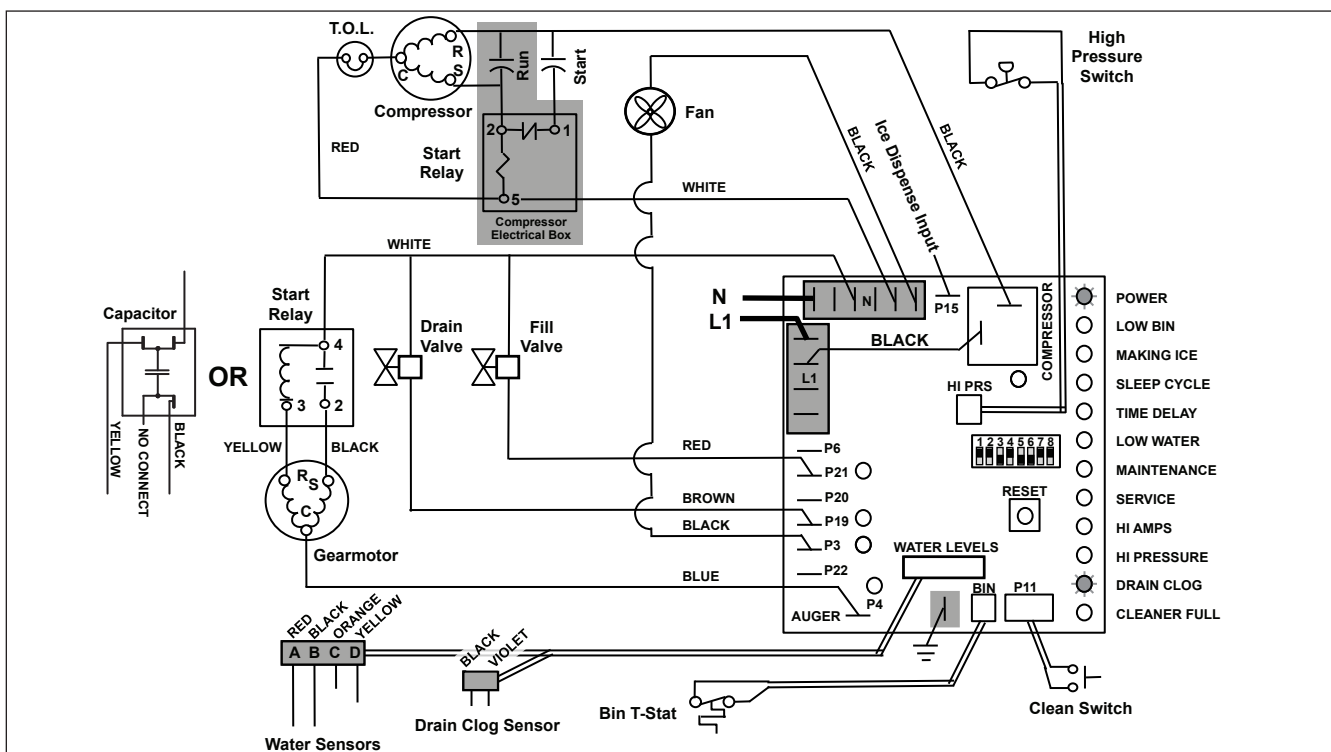 T.O.L.
R
S
C
Compressor
Run
Start
2
1
5
Start
Relay
Compressor
Electrical Box
RED
WHITE
Fan
BLACK
Ice Dispense Input
BLACK
High
Pressure
Switch
WHITE
Capacitor
YELLOW
NO CONNECT
BLACK
OR
Start
Relay
4
3
2
YELLOW
BLACK
R
S
C
Gearmotor
Drain
Valve
Fill
Valve
N
L1
N
P15
BLACK
L1
COMPRESSOR
HI PRS
1 2 3 4 5 6 7 8
RESET
RED
BROWN
BLACK
BLUE
P6
P21
P20
P19
P3
P22
P4
AUGER
WATER LEVELS
BIN
P11
POWER
LOW BIN
MAKING ICE
SLEEP CYCLE
TIME DELAY
LOW WATER
MAINTENANCE
SERVICE
HI AMPS
HI PRESSURE
DRAIN CLOG
CLEANER FULL
RED
BLACK
ORANGE
YELLOW
A B C D
Water Sensors
BLACK
VIOLET
Drain Clog Sensor
Bin T-Stat
Clean Switch